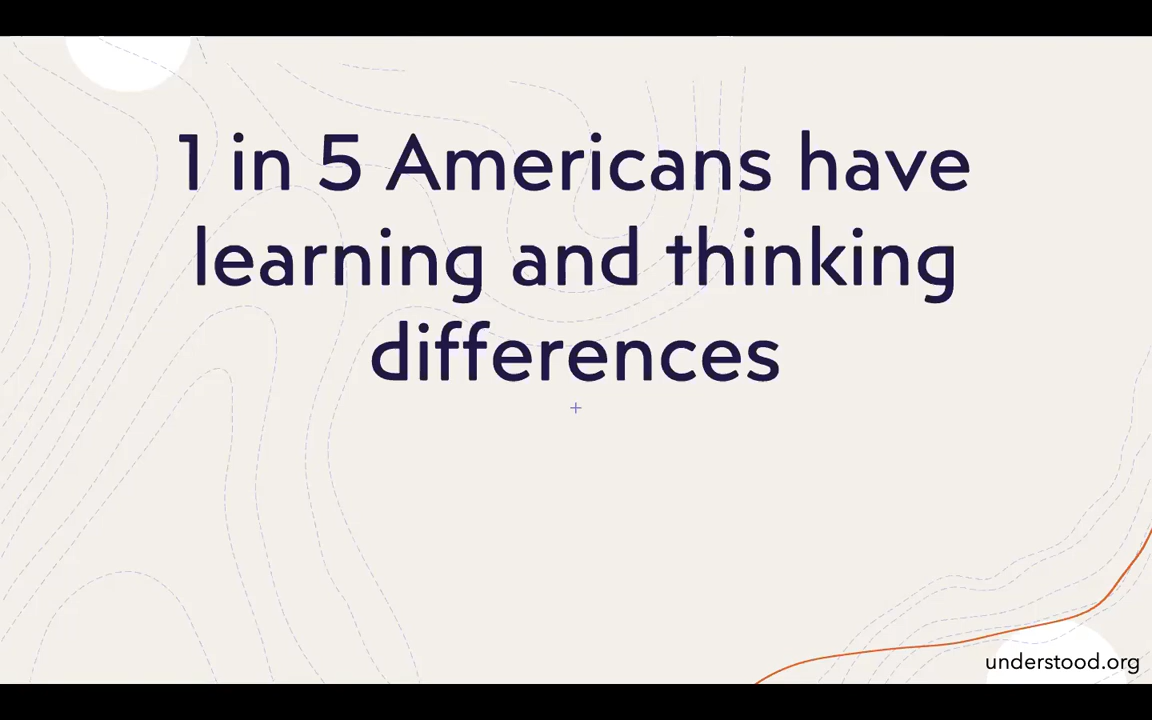 1 in 5 Americans have
learning and thinking
differences
understood.org